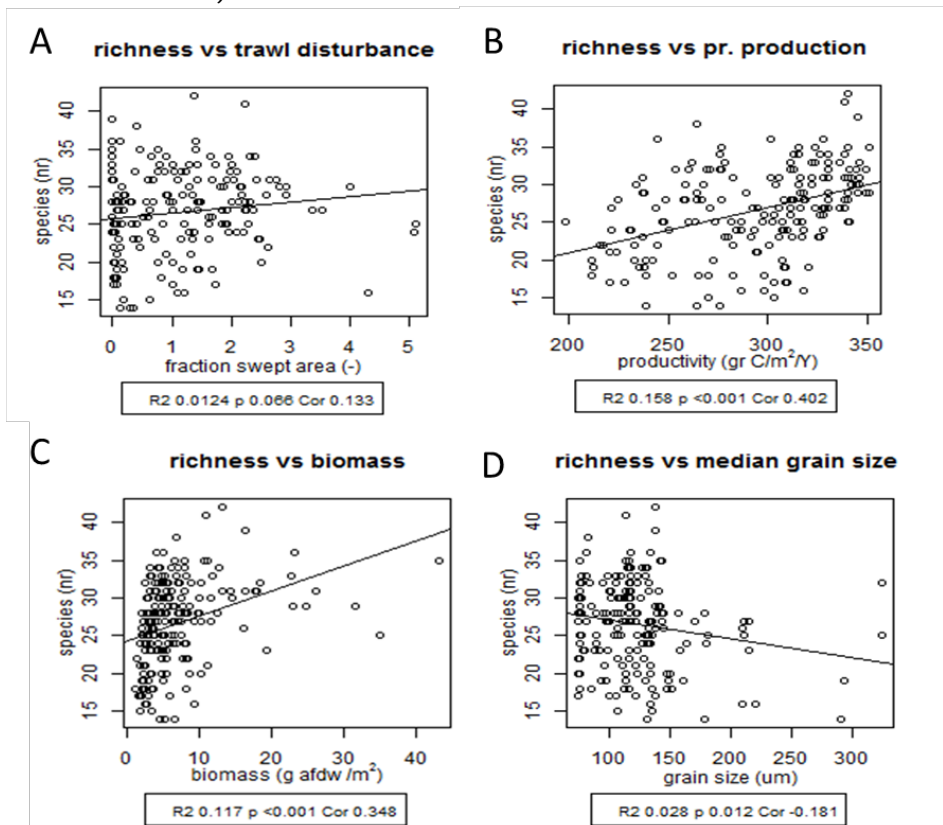 A
richness vs trawl disturbance
species (nr)
40
35
30
25
20
15
0 1 2 3 4 5
fraction swept area (-)
R2 0.0124 p 0.066 Cor 0.133
B
richness vs pr. production
species (nr)
40
35
30
25
20
15
200 250 300 350
productivity (gr C/m²/Y)
R2 0.158 p <0.001 Cor 0.402
C
richness vs biomass
species (nr)
40
35
30
25
20
15
0 10 20 30 40
biomass (g afdw /m²)
R2 0.117 p <0.001 Cor 0.348
D
richness vs median grain size
species (nr)
40
35
30
25
20
15
100 150 200 250 300
grain size (um)
R2 0.028 p 0.012 Cor -0.181